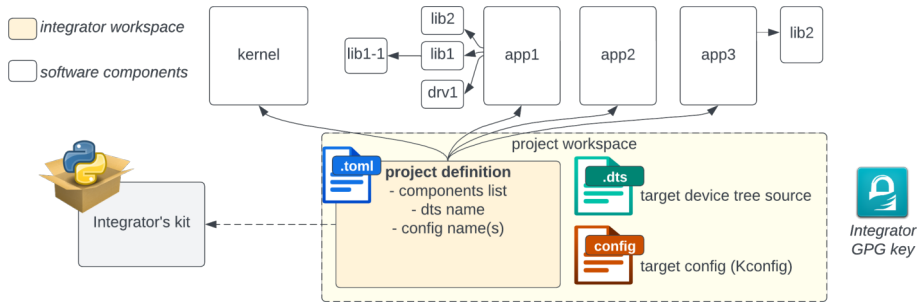 integrator workspace
software components
kernel
lib2
lib1-1
lib1
drv1
app1
app2
app3
lib2
project workspace
.toml
project definition
- components list
- dts name
- config name(s)
.dts
target device tree source
config
target config (Kconfig)
Integrator's kit
Integrator
GPG key